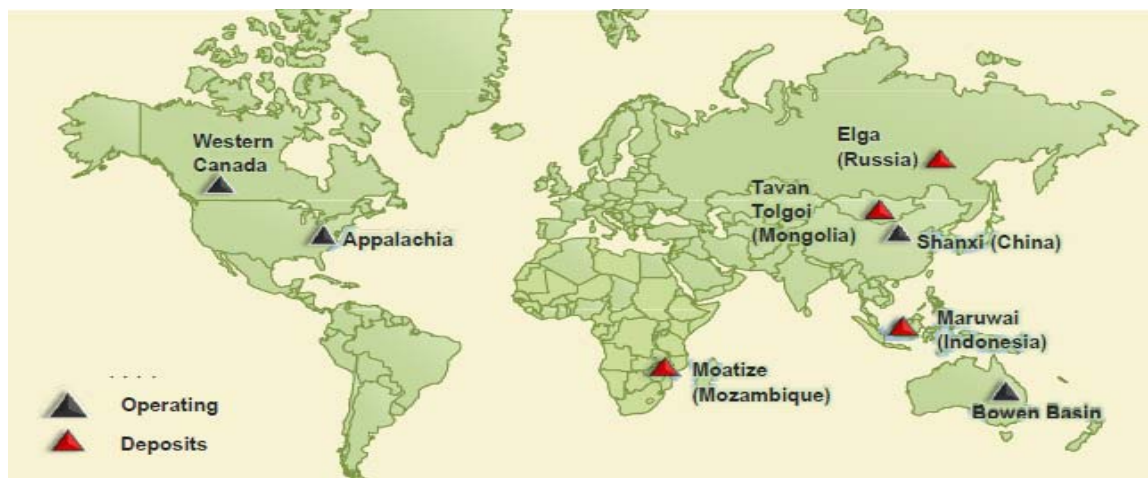 Western
Canada
Appalachia
Elga
(Russia)
Tavan
Tolgoi
(Mongolia)
Shanxi (China)
Maruwai
(Indonesia)
Moatize
(Mozambique)
Bowen Basin
Operating
Deposits